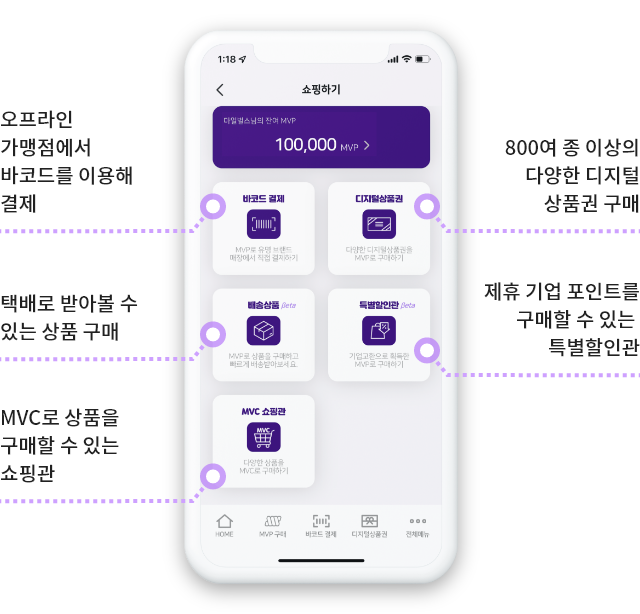 1:18
쇼핑하기
다일벌스님의 잔여 MVP
100,000 MVP
오프라인
가맹점에서
바코드를 이용해
결제
800여 종 이상의
다양한 디지털
상품권 구매
바코드 결제
MVP로 유명 브랜드
매장에서 직접 결제하기
디지털상품권
다양한 디지털상품권을
MVP로 구매하기
택배로 받아볼 수
있는 상품 구매
제휴 기업 포인트를
구매할 수 있는
특별할인관
배송상품 Beta
MVP로 상품을 구매하고
빠르게 배송받아보세요.
특별할인관 Beta
기업교환으로 획득한
MVP로 구매하기
MVC로 상품을
구매할 수 있는
쇼핑관
MVC 쇼핑관
MVC
다양한 상품을
MVC로 구매하기
HOME
MVP 구매
바코드 결제
디지털상품권
전체메뉴